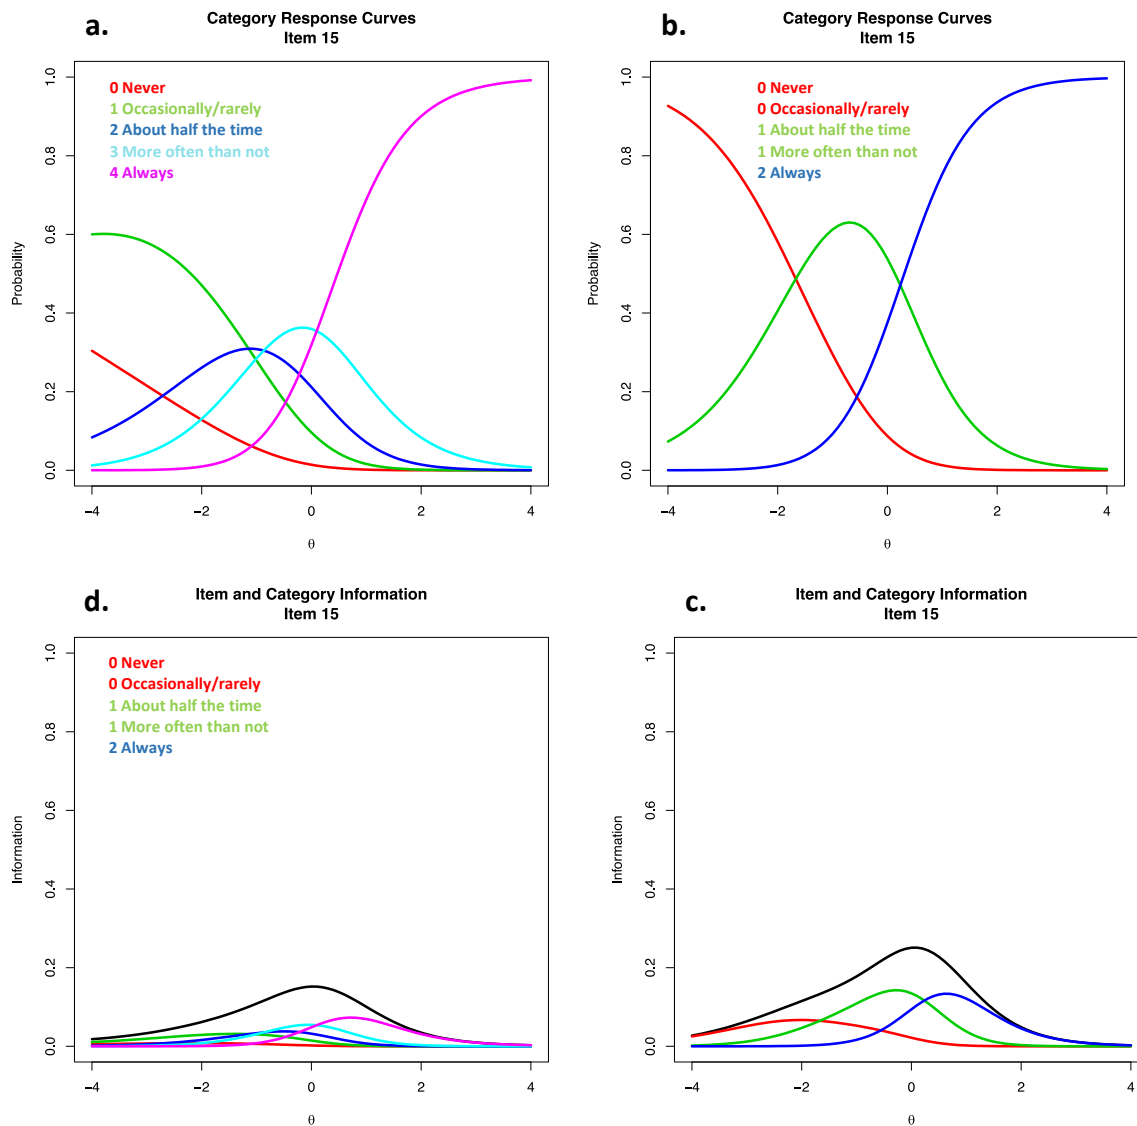 a.
Category Response Curves
Item 15
0 Never
1 Occasionally/rarely
2 About half the time
3 More often than not
4 Always
Probability
0.0
0.2
0.4
0.6
0.8
1.0
−4
−2
0
2
4
θ
b.
Category Response Curves
Item 15
0 Never
0 Occasionally/rarely
1 About half the time
1 More often than not
2 Always
Probability
0.0
0.2
0.4
0.6
0.8
1.0
−4
−2
0
2
4
θ
d.
Item and Category Information
Item 15
0 Never
0 Occasionally/rarely
1 About half the time
1 More often than not
2 Always
Information
0.0
0.2
0.4
0.6
0.8
1.0
−4
−2
0
2
4
θ
c.
Item and Category Information
Item 15
Information
0.0
0.2
0.4
0.6
0.8
1.0
−4
−2
0
2
4
θ